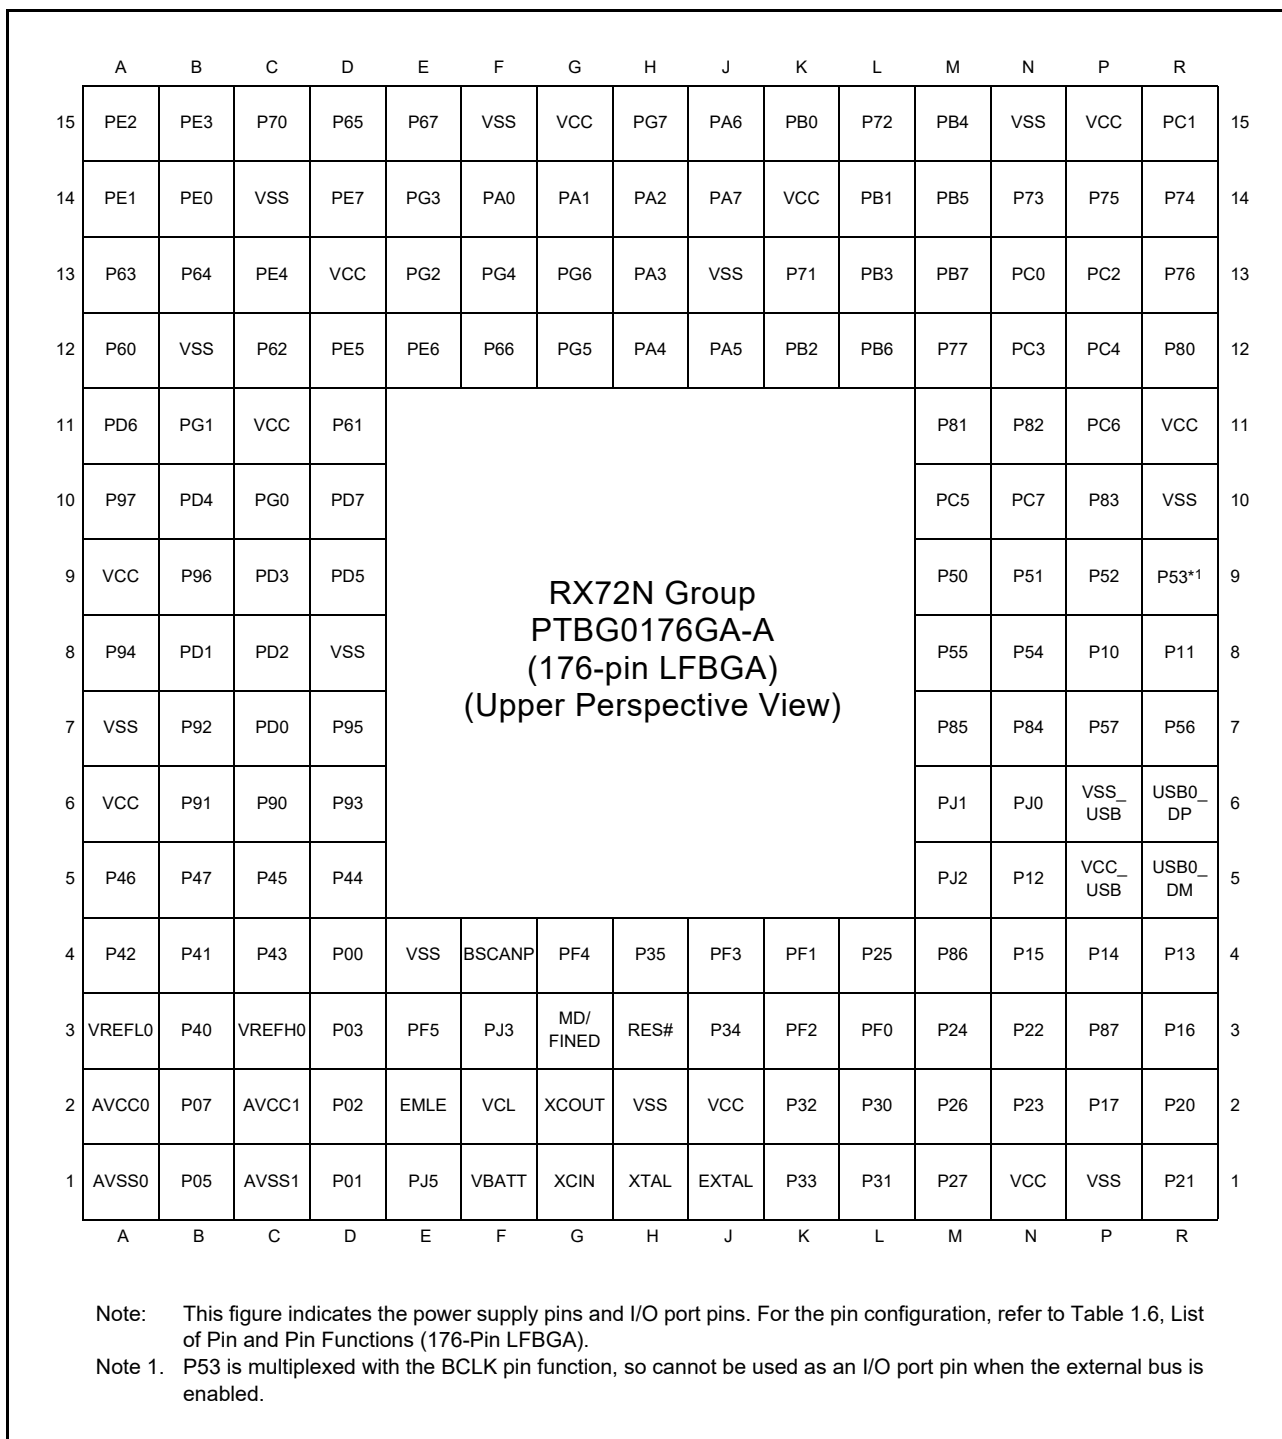 A B C D E F G H J K L M N P R
15 PE2 PE3 P70 P65 P67 VSS VCC PG7 PA6 PB0 P72 PB4 VSS VCC PC1 15
14 PE1 PE0 VSS PE7 PG3 PA0 PA1 PA2 PA7 VCC PB1 PB5 P73 P75 P74 14
13 P63 P64 PE4 VCC PG2 PG4 PG6 PA3 VSS P71 PB3 PB7 PC0 PC2 P76 13
12 P60 VSS P62 PE5 PE6 P66 PG5 PA4 PA5 PB2 PB6 P77 PC3 PC4 P80 12
11 PD6 PG1 VCC P61 P81 P82 PC6 VCC 11
10 P97 PD4 PG0 PD7 PC5 PC7 P83 VSS 10
9 VCC P96 PD3 PD5 P50 P51 P52 P53*1 9
RX72N Group
PTBG0176GA-A
(176-pin LFBGA)
(Upper Perspective View)
8 P94 PD1 PD2 VSS P55 P54 P10 P11 8
7 VSS P92 PD0 P95 P85 P84 P57 P56 7
6 VCC P91 P90 P93 PJ1 PJ0 VSS_ USB USB0_ DP 6
5 P46 P47 P45 P44 PJ2 P12 VCC_ USB USB0_ DM 5
4 P42 P41 P43 P00 VSS BSCANP PF4 P35 PF3 PF1 P25 P86 P15 P14 P13 4
3 VREFL0 P40 VREFH0 P03 PF5 PJ3 MD/ FINED RES# P34 PF2 PF0 P24 P22 P87 P16 3
2 AVCC0 P07 AVCC1 P02 EMLE VCL XCOUT VSS VCC P32 P30 P26 P23 P17 P20 2
1 AVSS0 P05 AVSS1 P01 PJ5 VBATT XCIN XTAL EXTAL P33 P31 P27 VCC VSS P21 1
A B C D E F G H J K L M N P R
Note: This figure indicates the power supply pins and I/O port pins. For the pin configuration, refer to Table 1.6, List
of Pin and Pin Functions (176-Pin LFBGA).
Note 1. P53 is multiplexed with the BCLK pin function, so cannot be used as an I/O port pin when the external bus is
enabled.